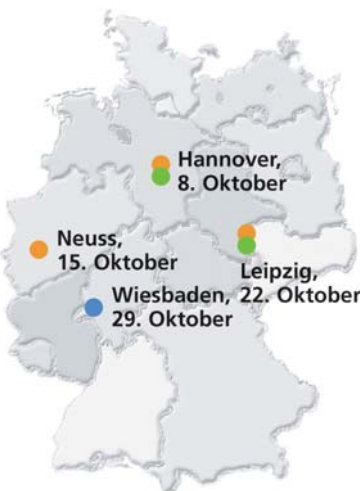 Hannover,
8. Oktober
Neuss,
15. Oktober
Leipzig,
22. Oktober
Wiesbaden,
29. Oktober